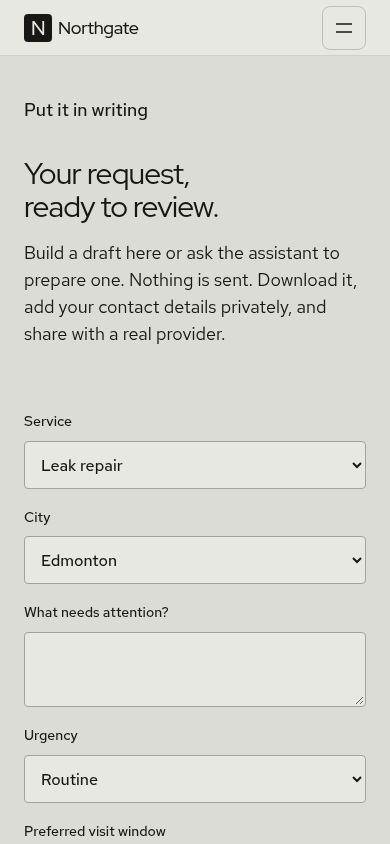 N Northgate
Put it in writing
Your request,
ready to review.
Build a draft here or ask the assistant to
prepare one. Nothing is sent. Download it,
add your contact details privately, and
share with a real provider.
Service
Leak repair
City
Edmonton
What needs attention?
Urgency
Routine
Preferred visit window